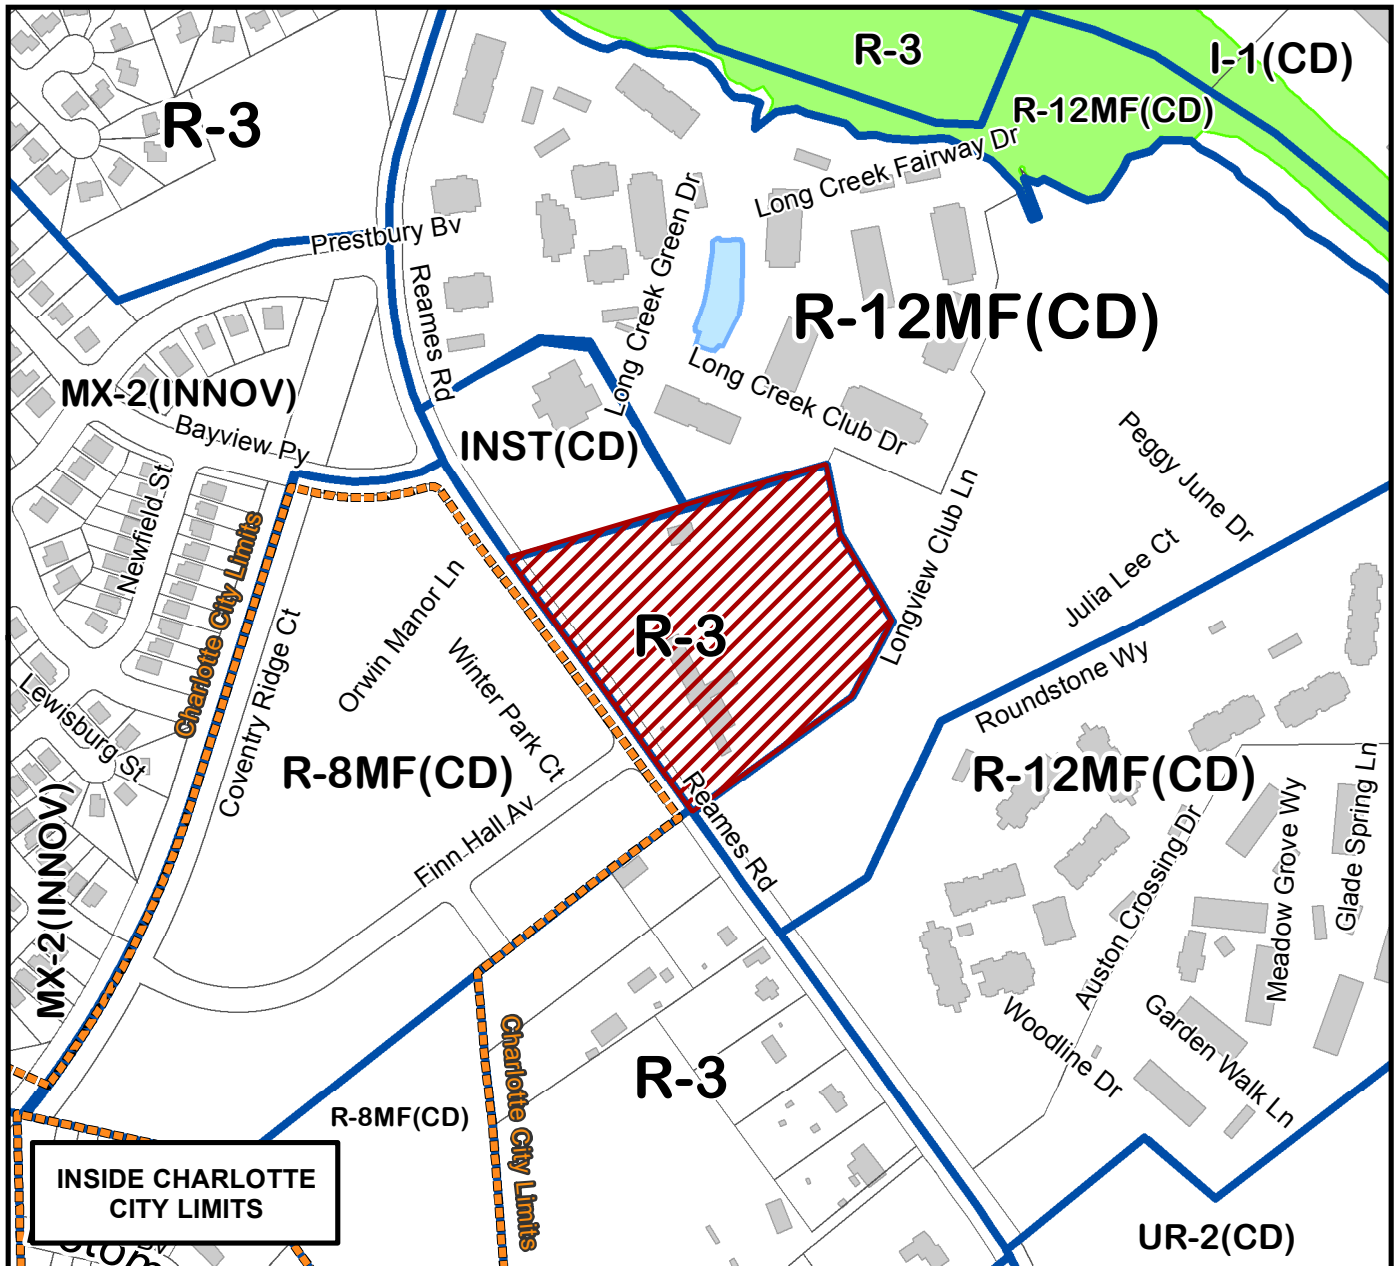 R-3
I-1(CD)
R-3
R-12MF(CD)
Long Creek Fairway Dr
Prestbury Bv
Long Creek Green Dr
Reames Rd
R-12MF(CD)
MX-2(INNOV)
Long Creek Club Dr
Bayview Py
INST(CD)
Peggy June Dr
Newfield St
Longview Club Ln
Charlotte City Limits
Julia Lee Ct
Orwin Manor Ln
R-3
Coventry Ridge Ct
Winter Park Ct
Roundstone Wy
Lewisburg St
R-8MF(CD)
R-12MF(CD)
Reames Rd
Finn Hall Av
Glade Spring Ln
Meadow Grove Wy
Auston Crossing Dr
MX-2(INNOV)
Charlotte City Limits
Woodline Dr
Garden Walk Ln
R-3
R-8MF(CD)
INSIDE CHARLOTTE
CITY LIMITS
UR-2(CD)